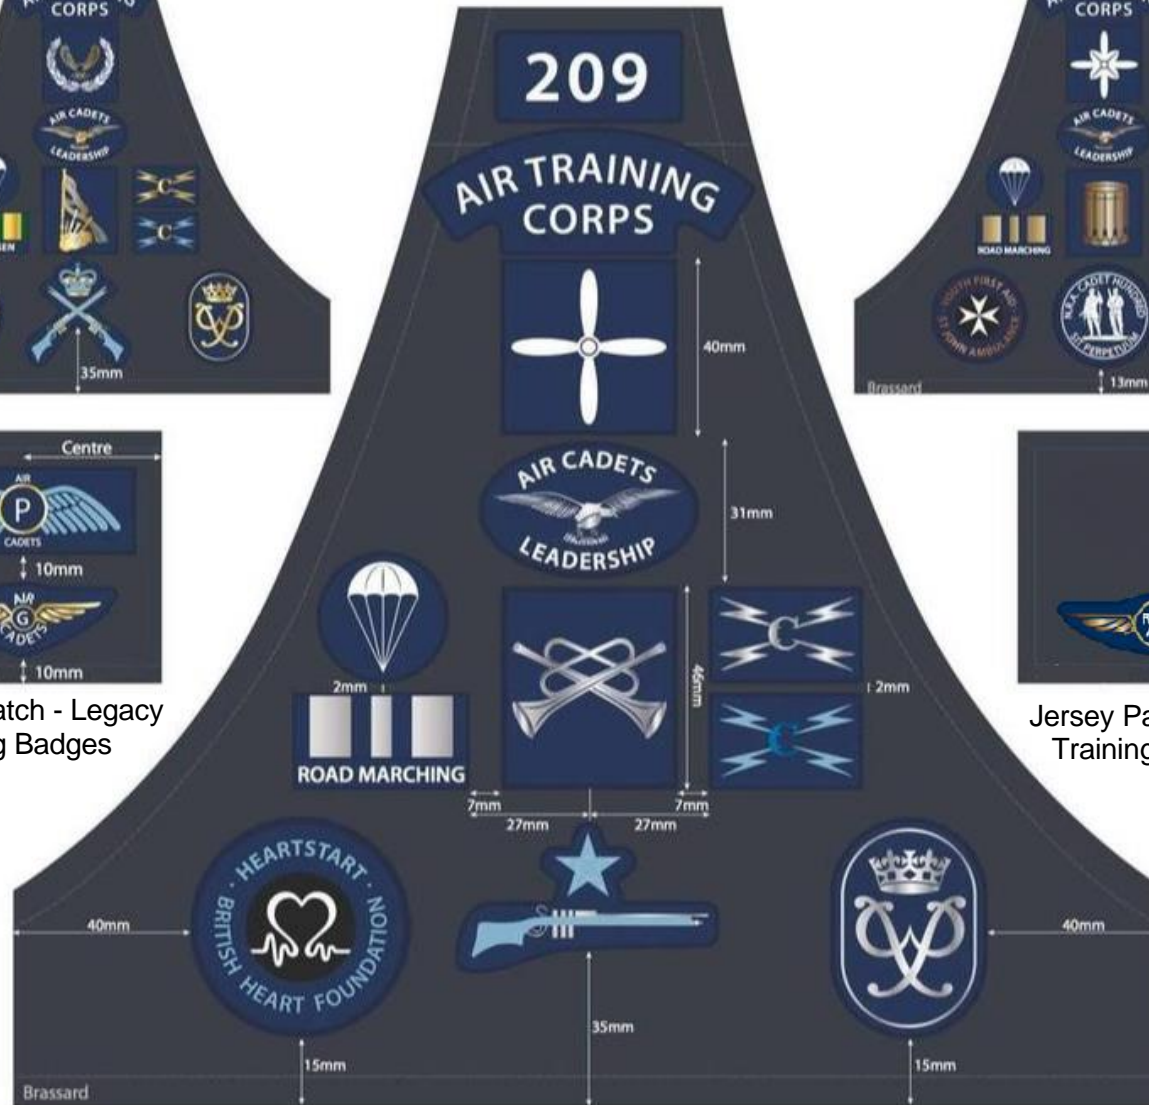 CORPS
AIR CADETS
LEADERSHIP
C
C
35mm
209
AIR TRAINING
CORPS
40mm
AIR CADETS
LEADERSHIP
31mm
2mm
ROAD MARCHING
46mm
C
2mm
C
7mm
7mm
27mm
27mm
· HEARTSTART ·
BRITISH HEART FOUNDATION
40mm
40mm
35mm
15mm
15mm
Brassard
CORPS
AIR CADETS
LEADERSHIP
ROAD MARCHING
YOUTH FIRST AID
ST JOHN AMBULANCE
N.R.A. CADET HUNDRED
SIT PERPETUUM
13mm
Brassard
Centre
AIR
P
CADETS
10mm
AIR
G
CADETS
10mm
atch - Legacy
g Badges
Jersey Pa
Training